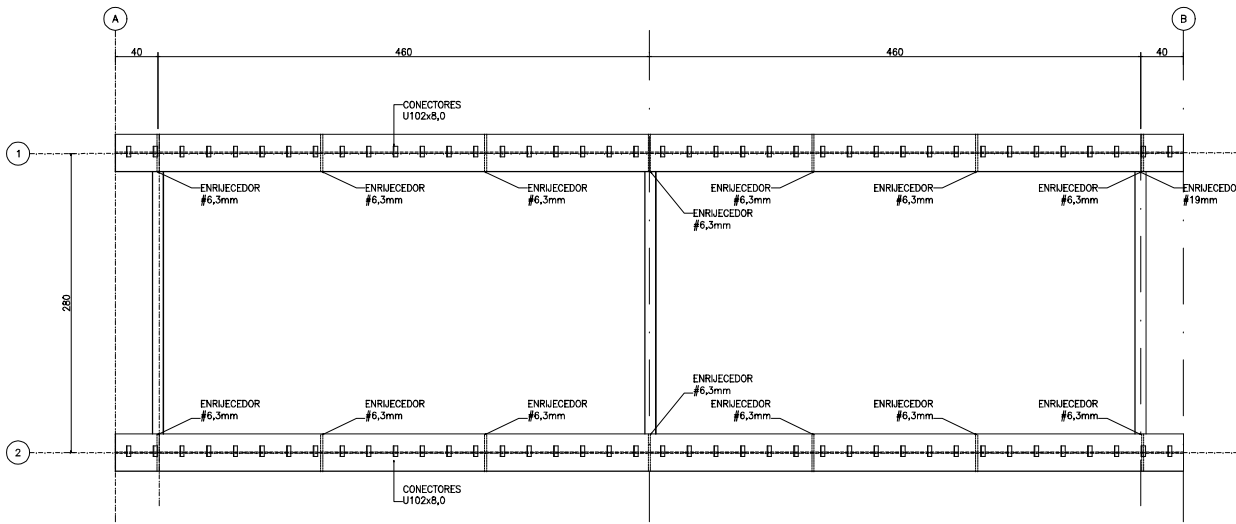 A
B
40
460
460
40
CONECTORES
U102x8,0
1
ENRIJECEDOR
#6,3mm
ENRIJECEDOR
#6,3mm
ENRIJECEDOR
#6,3mm
ENRIJECEDOR
#6,3mm
ENRIJECEDOR
#6,3mm
ENRIJECEDOR
#6,3mm
ENRIJECEDOR
#6,3mm
ENRIJECEDO
#19mm
280
ENRIJECEDOR
#6,3mm
ENRIJECEDOR
#6,3mm
ENRIJECEDOR
#6,3mm
ENRIJECEDOR
#6,3mm
ENRIJECEDOR
#6,3mm
ENRIJECEDOR
#6,3mm
ENRIJECEDOR
#6,3mm
2
CONECTORES
U102x8,0